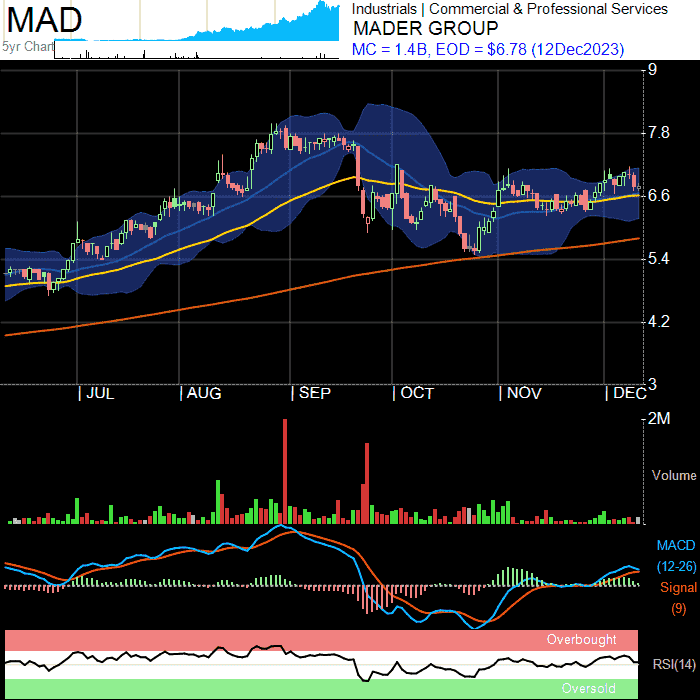 MAD
5yr Chart
Industrials | Commercial & Professional Services
MADER GROUP
MC = 1.4B, EOD = $6.78 (12Dec2023)
9
7.8
6.6
5.4
4.2
3
| JUL | AUG | SEP | OCT | NOV | DEC
2M
Volume
MACD
(12-26)
Signal
(9)
Overbought
RSI(14)
Oversold